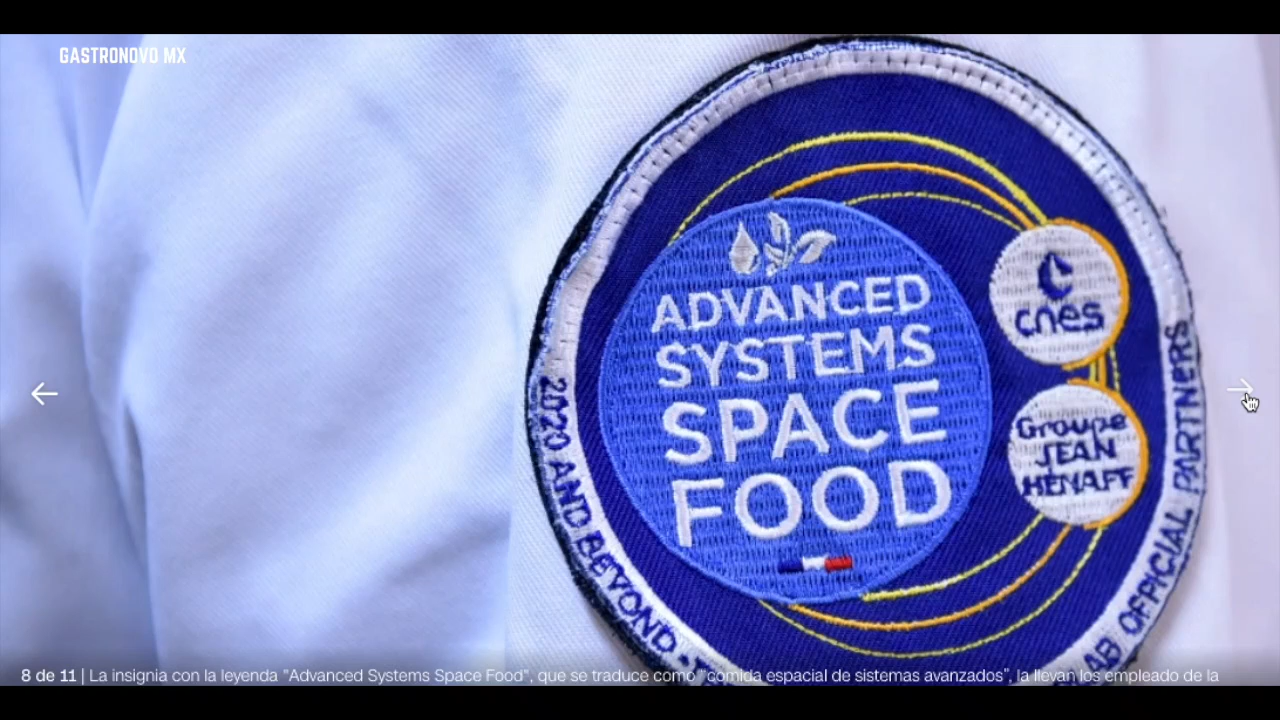 GASTRONOVO MX
ADVANCED
SYSTEMS
SPACE
FOOD
cnes
Groupe
JEAN
HÉNAFF
2020 AND BEYOND
OFFICIAL PARTNERS
8 de 11 | La insignia con la leyenda "Advanced Systems Space Food", que se traduce como "comida espacial de sistemas avanzados", la llevan los empleado de la